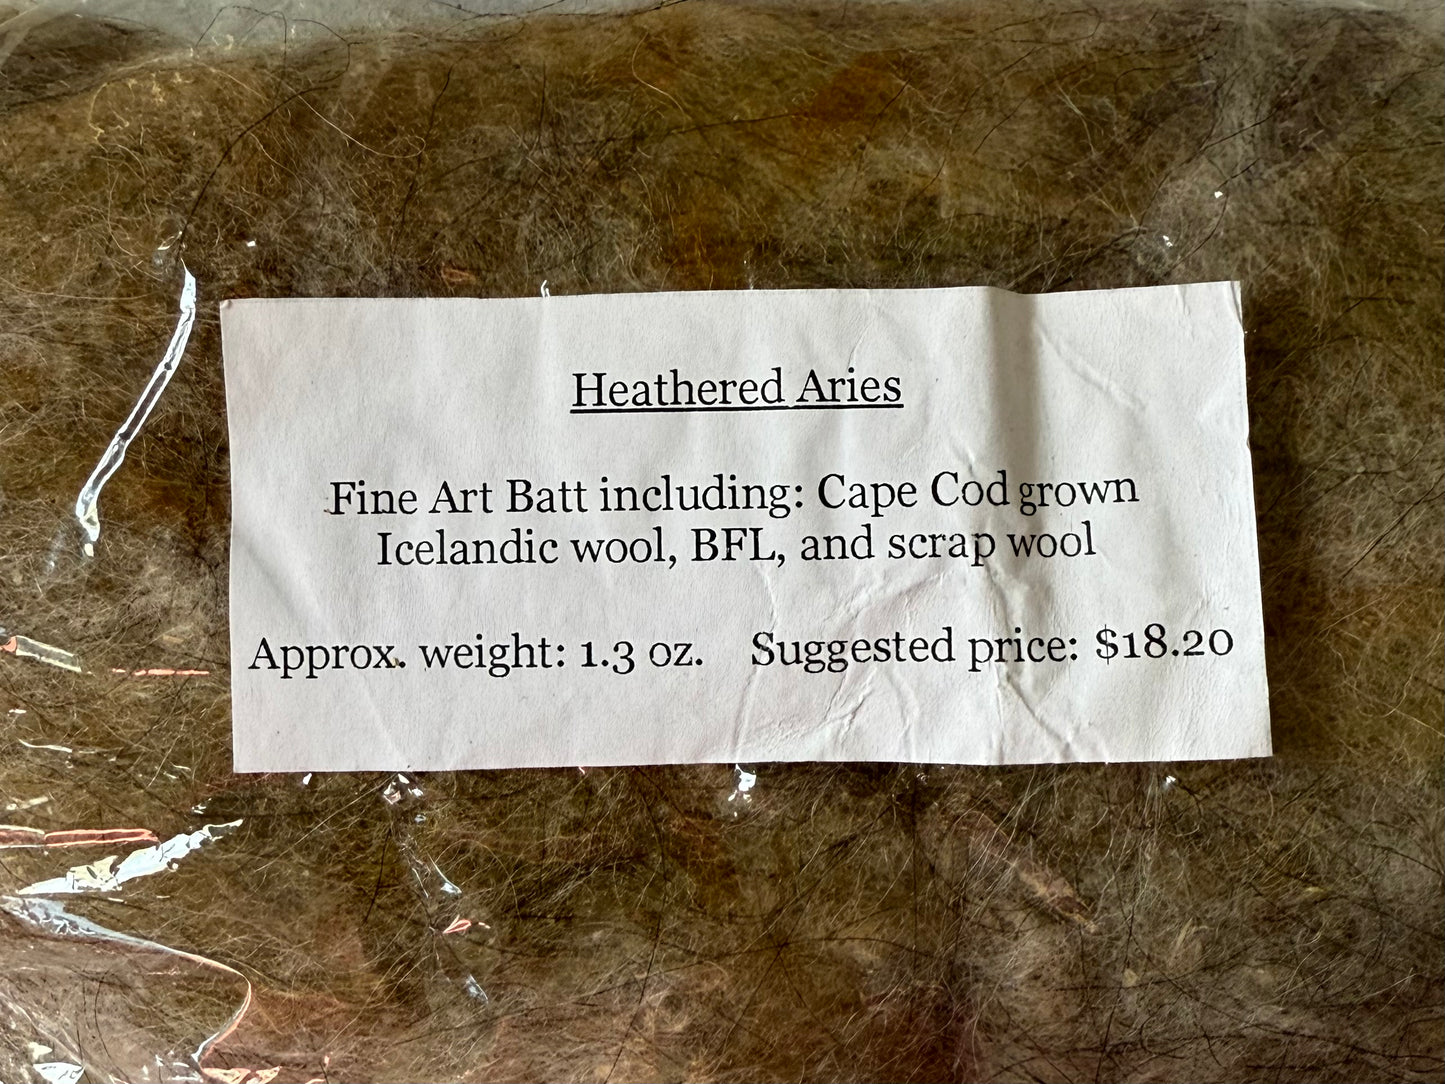 Heathered Aries
Fine Art Batt including: Cape Cod grown
Icelandic wool, BFL, and scrap wool
Approx. weight: 1.3 oz. Suggested price: $18.20